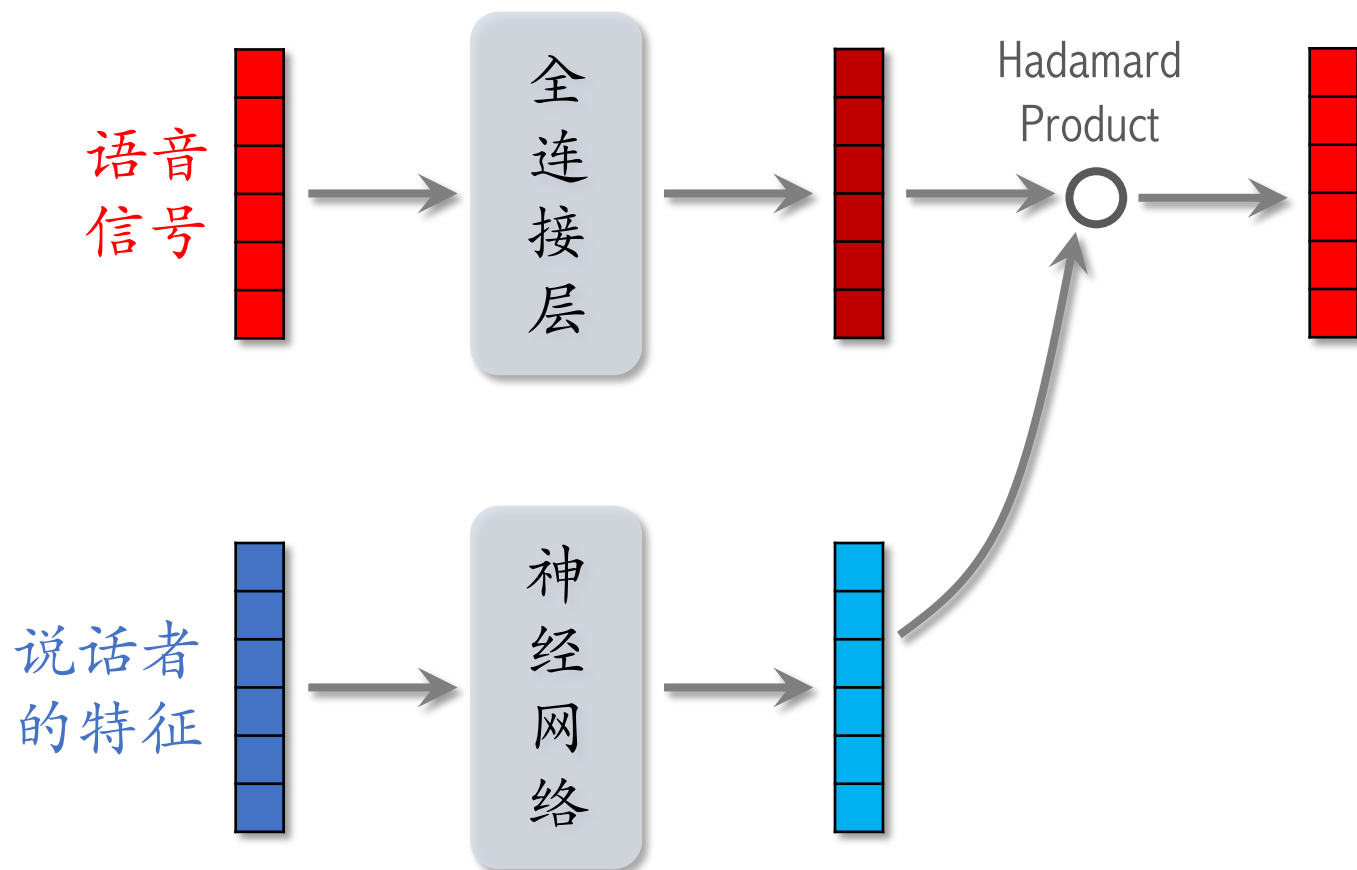 语音
信号
全
连
接
层
Hadamard
Product
说话者
的特征
神
经
网
络